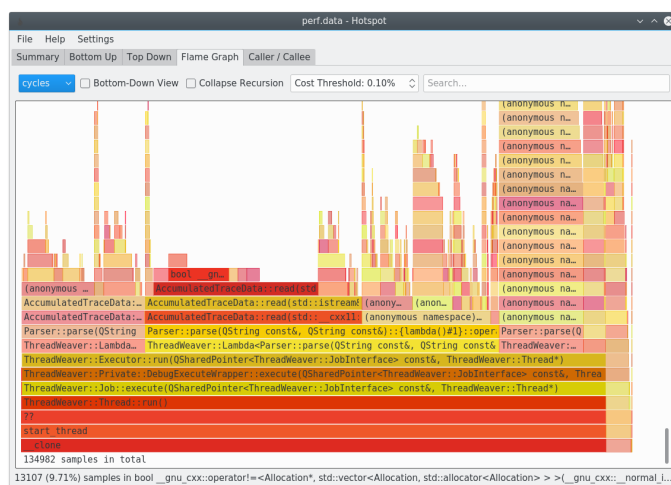 perf.data - Hotspot
File Help Settings
Summary Bottom Up Top Down Flame Graph Caller / Callee
cycles Bottom-Down View Collapse Recursion Cost Threshold: 0.10% Search...
(anonymous n...
(anonymous n...
(anonymous n...
(anonymous n...
(anonymous n...
(anonymous n...
(anonymous na...
(anonymous na...
(anonymous na...
(anonymous na...
(anonymous na...
(anonymous na...
bool __gn... (anonymous na...
(anonymous ... AccumulatedTraceData::read(std (anonymous na...
AccumulatedTraceData:... AccumulatedTraceData::read(std::istream& (anony... (anon... (anonymous na...
AccumulatedTraceData:... AccumulatedTraceData::read(std::__cxx11: (anonymous namespace)... (anonymous na...
Parser::parse(QString Parser::parse(QString const&, QString const&)::{lambda()#1}::oper Parser::parse(Q
ThreadWeaver::Lambda... ThreadWeaver::Lambda<Parser::parse(QString const&, QString const& ThreadWeaver:...
ThreadWeaver::Executor::run(QSharedPointer<ThreadWeaver::JobInterface> const&, ThreadWeaver::Thread*)
ThreadWeaver::Private::DebugExecuteWrapper::execute(QSharedPointer<ThreadWeaver::JobInterface> const&, Threa
ThreadWeaver::Job::execute(QSharedPointer<ThreadWeaver::JobInterface> const&, ThreadWeaver::Thread*)
ThreadWeaver::Thread::run()
??
start_thread
__clone
134982 samples in total
13107 (9.71%) samples in bool __gnu_cxx::operator!=<Allocation*, std::vector<Allocation, std::allocator<Allocation> > >(__gnu_cxx::__normal_i...